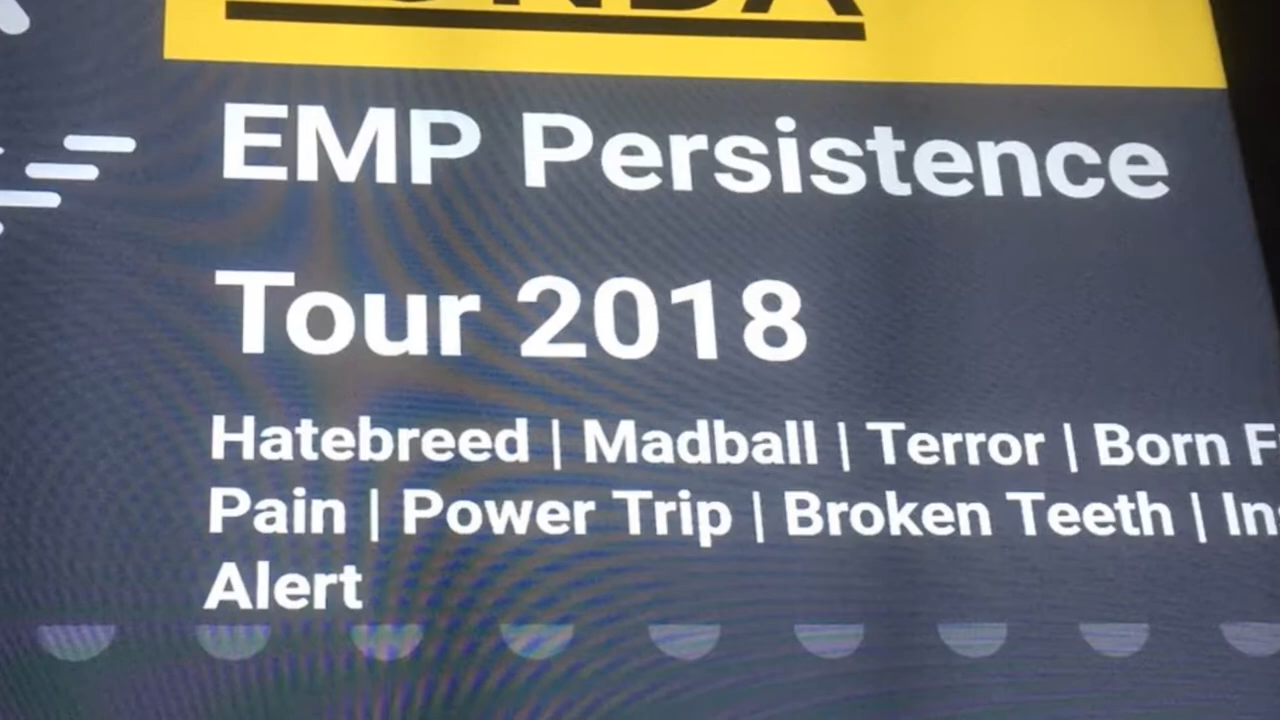 EMP Persistence
Tour 2018
Hatebreed | Madball | Terror | Born
Pain | Power Trip | Broken Teeth |
Alert